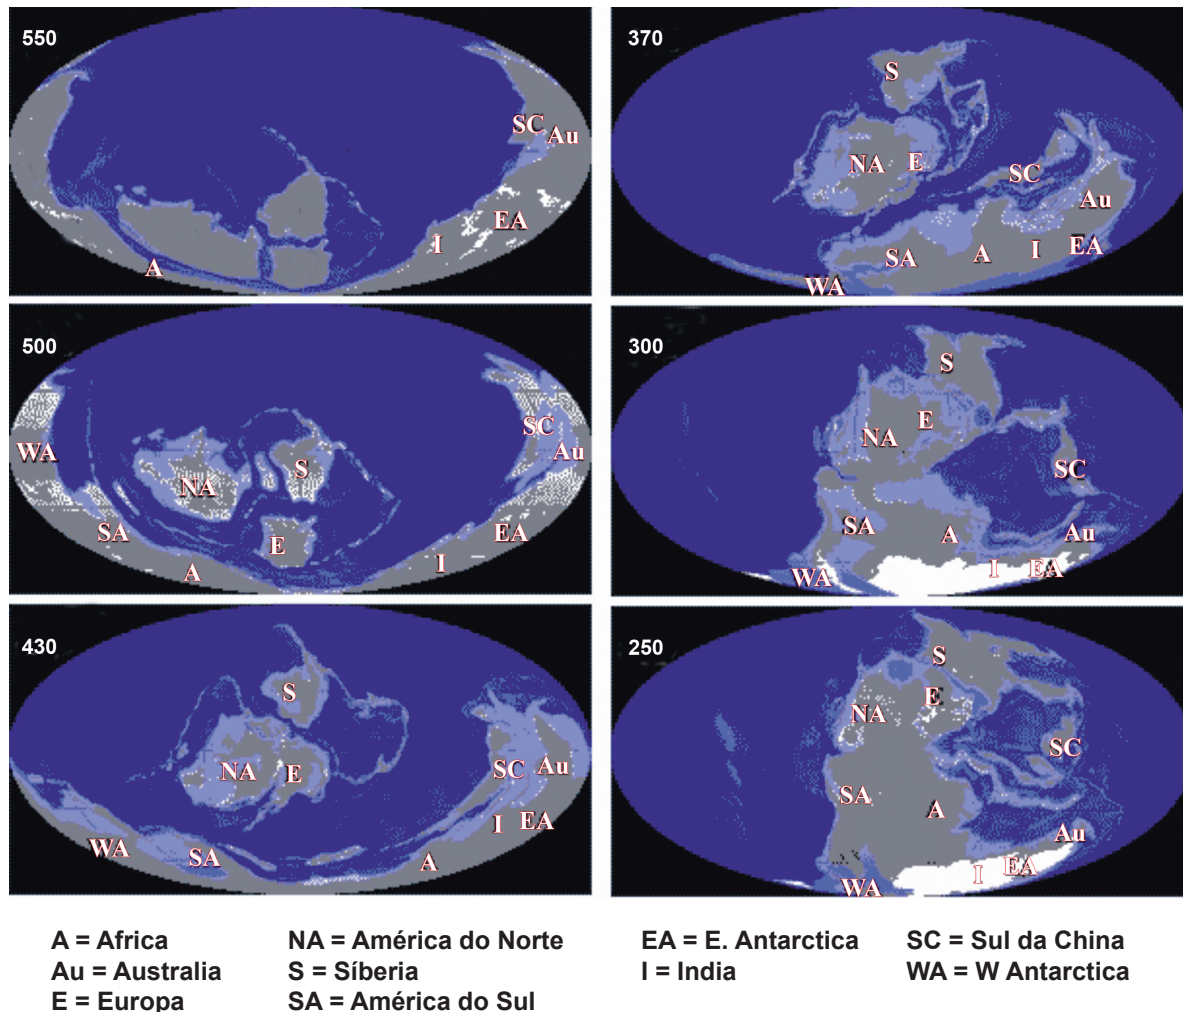 550
SC
Au
EA
I
A
500
WA
SC
Au
NA
S
SA
E
EA
A
I
430
S
NA
E
SC
Au
I
EA
WA
SA
A
370
S
NA
E
SC
Au
SA
A
I
EA
WA
300
S
NA
E
SC
SA
A
Au
WA
I
EA
250
S
E
NA
SC
SA
A
Au
I
EA
WA
A = Africa
Au = Australia
E = Europa
NA = América do Norte
S = Síberia
SA = América do Sul
EA = E. Antarctica
I = India
SC = Sul da China
WA = W Antarctica